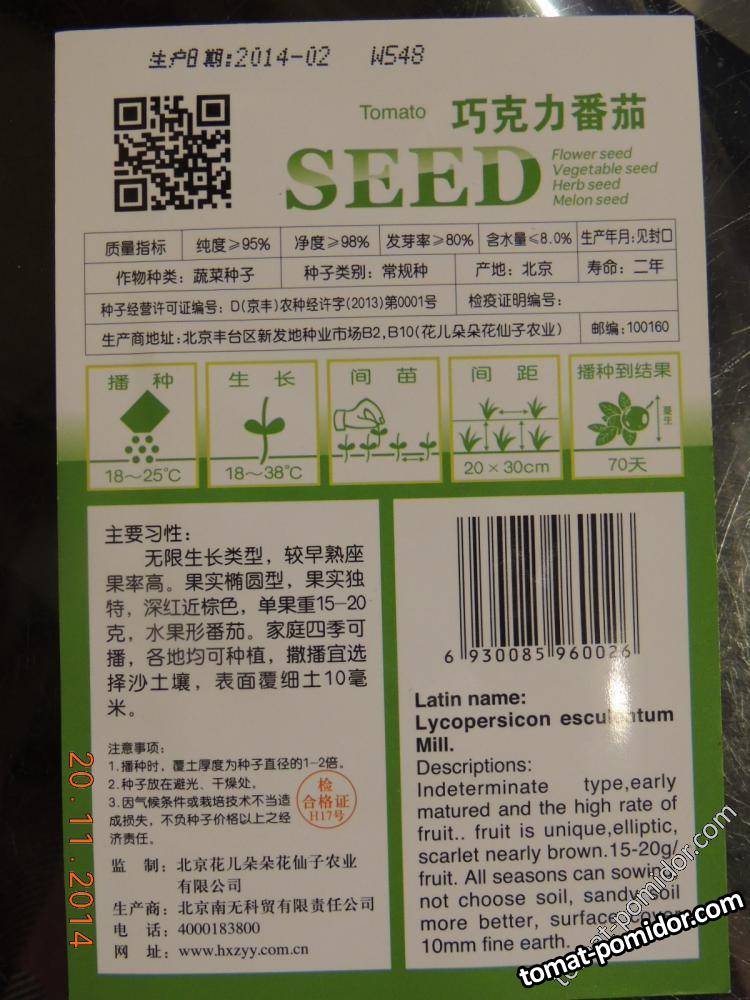 生产日期:2014-02 W548
Tomato 巧克力番茄
SEED
Flower seed
Vegetable seed
Herb seed
Melon seed
质量指标 纯度≥95% 净度≥98% 发芽率≥80% 含水量≤8.0% 生产年月:见封口
作物种类：蔬菜种子 种子类别：常规种 产地：北京 寿命：二年
种子经营许可证编号：D(京丰)农种经许字(2013)第0001号 检疫证明编号：
生产商地址:北京丰台区新发地种业市场B2,B10(花儿朵朵花仙子农业) 邮编:100160
播种 生长 间苗 间距 播种到结果
蔓生
18～25℃ 18～38℃ 20×30cm 70天
主要习性：
无限生长类型，较早熟座
果率高。果实椭圆型，果实独
特，深红近棕色，单果重15-20
克，水果形番茄。家庭四季可
播，各地均可种植，撒播宜选
择沙土壤，表面覆细土10毫
米。
注意事项：
1.播种时，覆土厚度为种子直径的1-2倍。
2.种子放在避光、干燥处。
3.因气候条件或栽培技术不当造
成损失，不负种子价格以上之经
济责任。
检
合格证
H17号
监 制：北京花儿朵朵花仙子农业
有限公司
生产商：北京南无科贸有限责任公司
电 话：4000183800
网 址：www.hxzyy.com.cn
6 930085 960026
Latin name:
Lycopersicon esculentum
Mill.
Descriptions:
Indeterminate type,early
matured and the high rate of
fruit.. fruit is unique,elliptic,
scarlet nearly brown.15-20g/
fruit. All seasons can sowing,
not choose soil, sandy soil
more better, surface cover
10mm fine earth.
20.11.2014
tomat-pomidor.com
tomat-pomidor.com